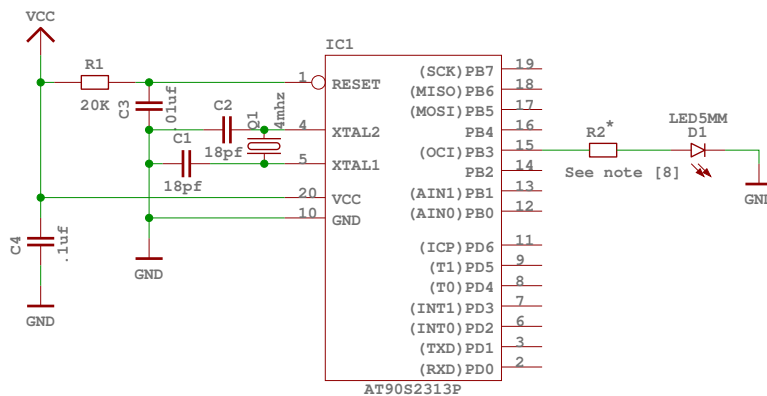 VCC
IC1
R1
20K
C3
.01uf
1
RESET
C2
18pf
Q1
4mhz
4
XTAL2
C1
18pf
5
XTAL1
20
VCC
10
GND
C4
.1uf
GND
GND
(SCK)PB7
19
(MISO)PB6
18
(MOSI)PB5
17
PB4
16
(OCI)PB3
15
PB2
14
(AIN1)PB1
13
(AIN0)PB0
12
(ICP)PD6
11
(T1)PD5
9
(T0)PD4
8
(INT1)PD3
7
(INT0)PD2
6
(TXD)PD1
3
(RXD)PD0
2
AT90S2313P
R2*
See note [8]
LED5MM
D1
GND